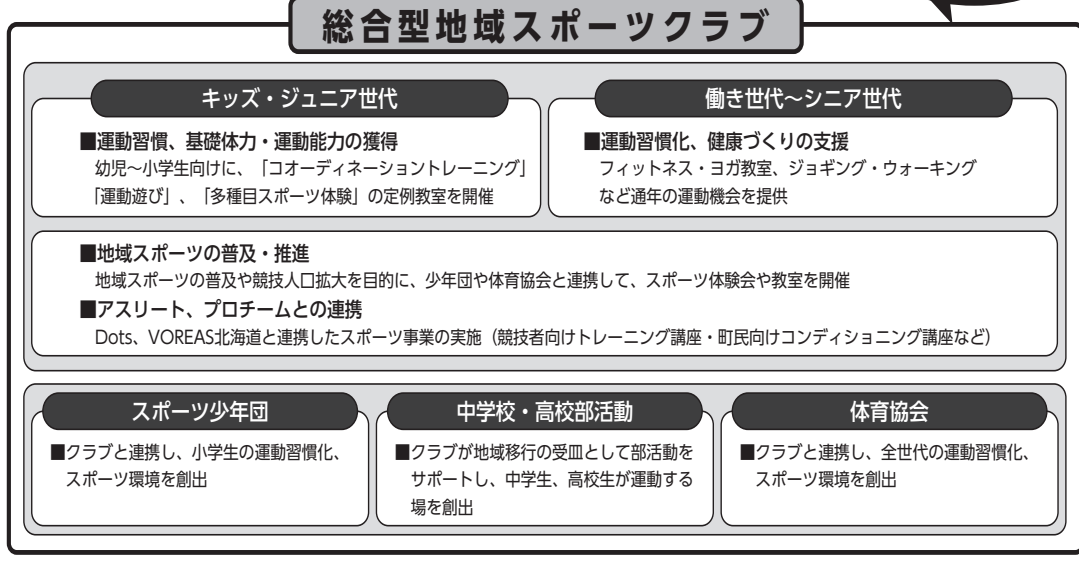 総合型地域スポーツクラブ
キッズ・ジュニア世代
■運動習慣、基礎体力・運動能力の獲得
幼児～小学生向けに、「コオーディネーショントレーニング」
「運動遊び」、「多種目スポーツ体験」の定例教室を開催
働き世代～シニア世代
■運動習慣化、健康づくりの支援
フィットネス・ヨガ教室、ジョギング・ウォーキング
など通年の運動機会を提供
■地域スポーツの普及・推進
地域スポーツの普及や競技人口拡大を目的に、少年団や体育協会と連携して、スポーツ体験会や教室を開催
■アスリート、プロチームとの連携
Dots、VOREAS北海道と連携したスポーツ事業の実施（競技者向けトレーニング講座・町民向けコンディショニング講座など）
スポーツ少年団
■クラブと連携し、小学生の運動習慣化、
スポーツ環境を創出
中学校・高校部活動
■クラブが地域移行の受皿として部活動を
サポートし、中学生、高校生が運動する
場を創出
体育協会
■クラブと連携し、全世代の運動習慣化、
スポーツ環境を創出